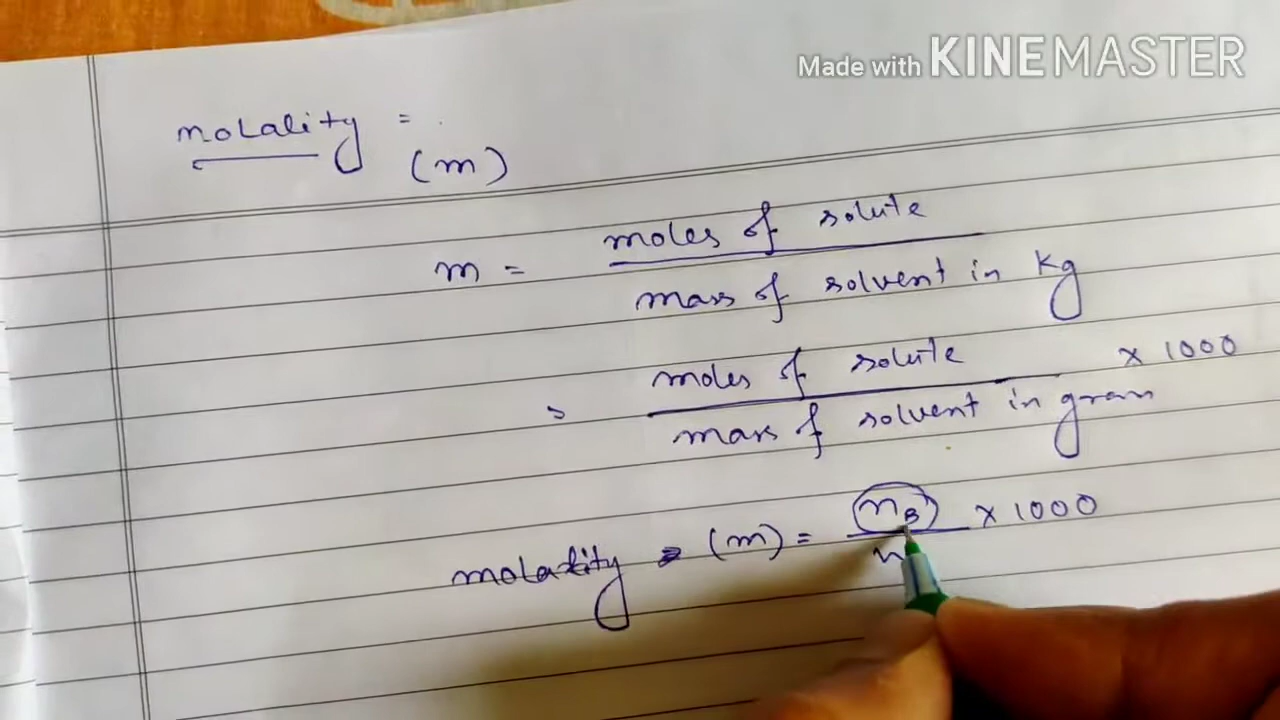 Made with KINEMASTER
molality =
(m)
m = moles of solute
mass of solvent in kg
= moles of solute x 1000
mass of solvent in gram
molality = (m) = nB x 1000